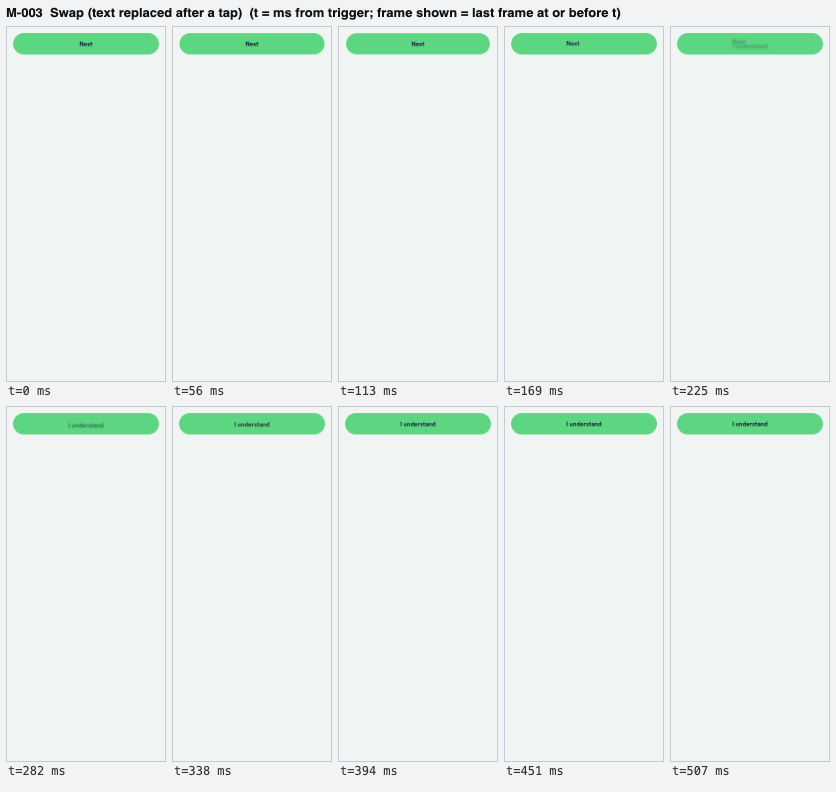 M-003 Swap (text replaced after a tap) (t = ms from trigger; frame shown = last frame at or before t)
Next
Next
Next
Next
Next
I understand
t=0 ms
t=56 ms
t=113 ms
t=169 ms
t=225 ms
I understand
I understand
I understand
I understand
I understand
t=282 ms
t=338 ms
t=394 ms
t=451 ms
t=507 ms